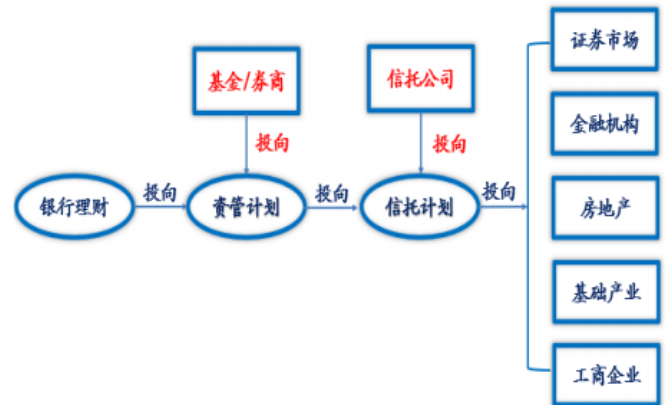 证券市场
基金/券商
信托公司
金融机构
投向
投向
银行理财
投向
资管计划
投向
信托计划
投向
房地产
基础产业
工商企业